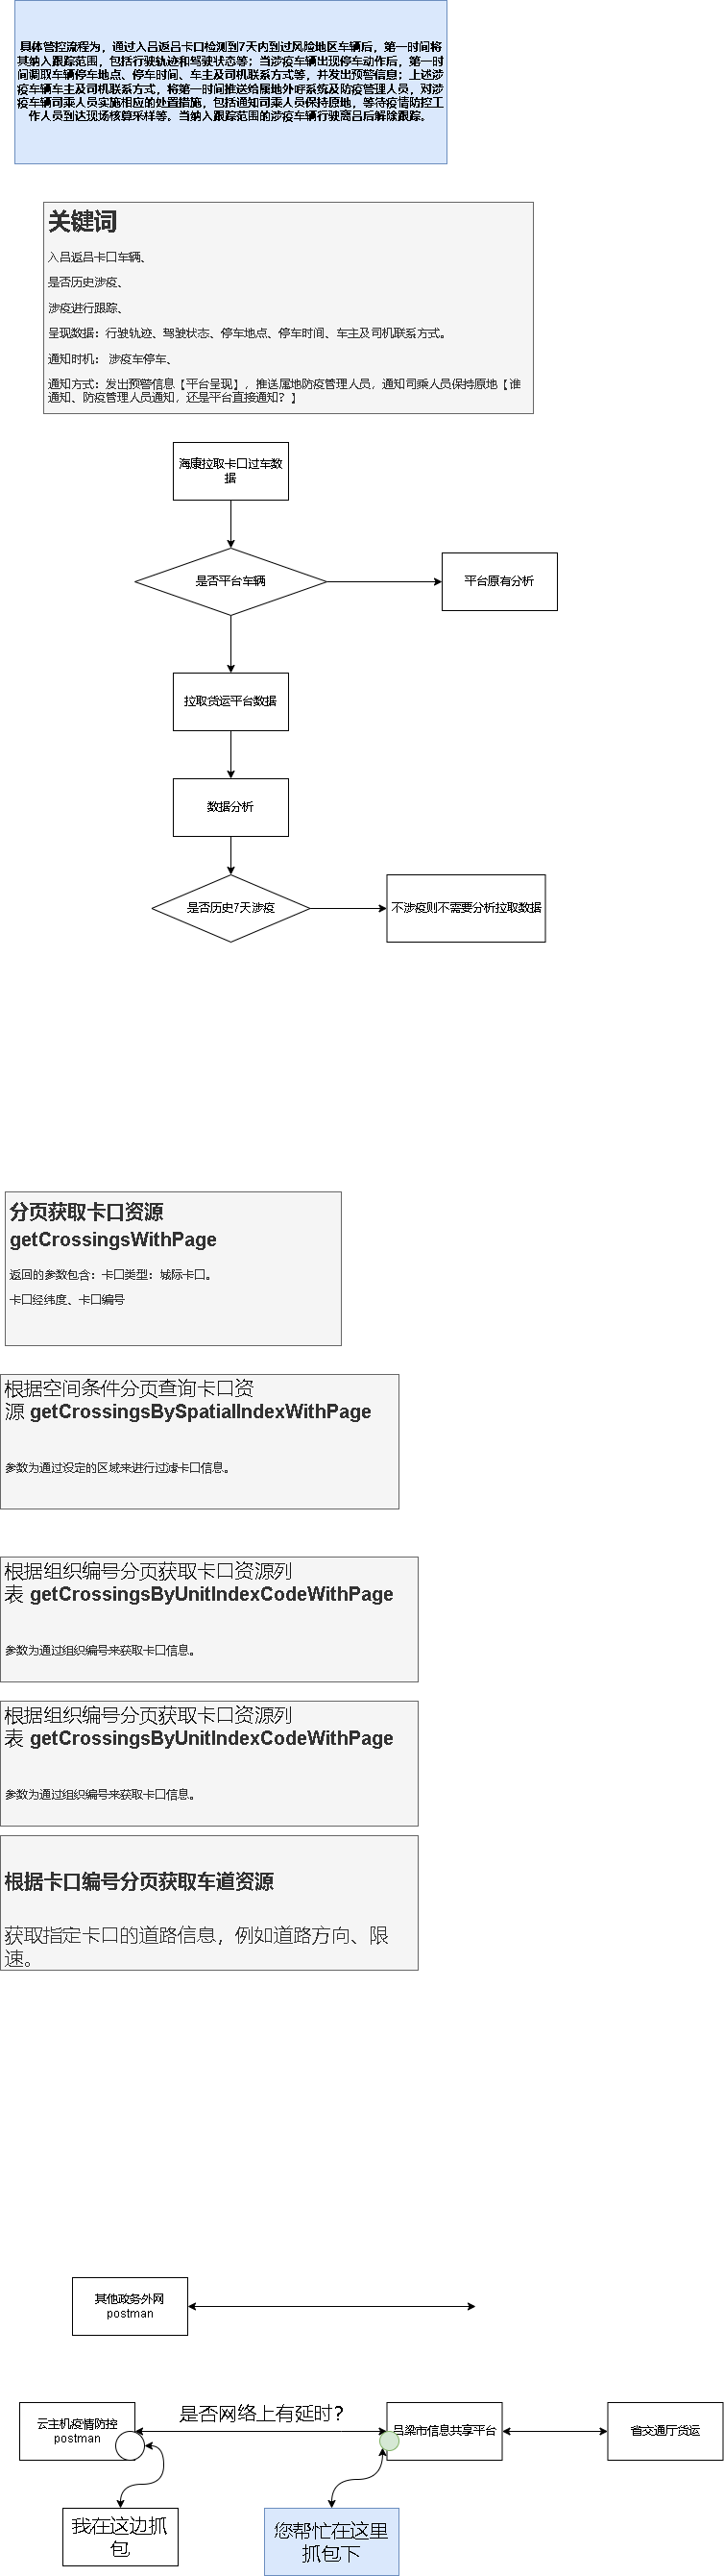 具体管控流程为，通过入吕返吕卡口检测到7天内到过风险地区车辆后，第一时间将
其纳入跟踪范围，包括行驶轨迹和驾驶状态等；当涉疫车辆出现停车动作后，第一时
间调取车辆停车地点、停车时间、车主及司机联系方式等，并发出预警信息；上述涉
疫车辆车主及司机联系方式，将第一时间推送给属地外呼系统及防疫管理人员，对涉
疫车辆司乘人员实施相应的处置措施，包括通知司乘人员保持原地，等待疫情防控工
作人员到达现场核算采样等。当纳入跟踪范围的涉疫车辆行驶离吕后解除跟踪。
关键词
入吕返吕卡口车辆、
是否历史涉疫、
涉疫进行跟踪、
呈现数据：行驶轨迹、驾驶状态、停车地点、停车时间、车主及司机联系方式。
通知时机： 涉疫车停车、
通知方式：发出预警信息【平台呈现】，推送属地防疫管理人员，通知司乘人员保持原地【谁
通知、防疫管理人员通知，还是平台直接通知？】
海康拉取卡口过车数
据
是否平台车辆
平台原有分析
拉取货运平台数据
数据分析
是否历史7天涉疫
不涉疫则不需要分析拉取数据
分页获取卡口资源
getCrossingsWithPage
返回的参数包含：卡口类型：城际卡口。
卡口经纬度、卡口编号
根据空间条件分页查询卡口资
源 getCrossingsBySpatialIndexWithPage
参数为通过设定的区域来进行过滤卡口信息。
根据组织编号分页获取卡口资源列
表 getCrossingsByUnitIndexCodeWithPage
参数为通过组织编号来获取卡口信息。
根据组织编号分页获取卡口资源列
表 getCrossingsByUnitIndexCodeWithPage
参数为通过组织编号来获取卡口信息。
根据卡口编号分页获取车道资源
获取指定卡口的道路信息，例如道路方向、限
速。
其他政务外网
postman
是否网络上有延时？
云主机疫情防控
postman
吕梁市信息共享平台
省交通厅货运
我在这边抓
包
您帮忙在这里
抓包下